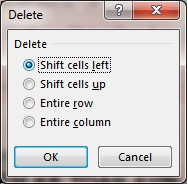 Delete
Delete
Shift cells left
Shift cells up
Entire row
Entire column
OK
Cancel